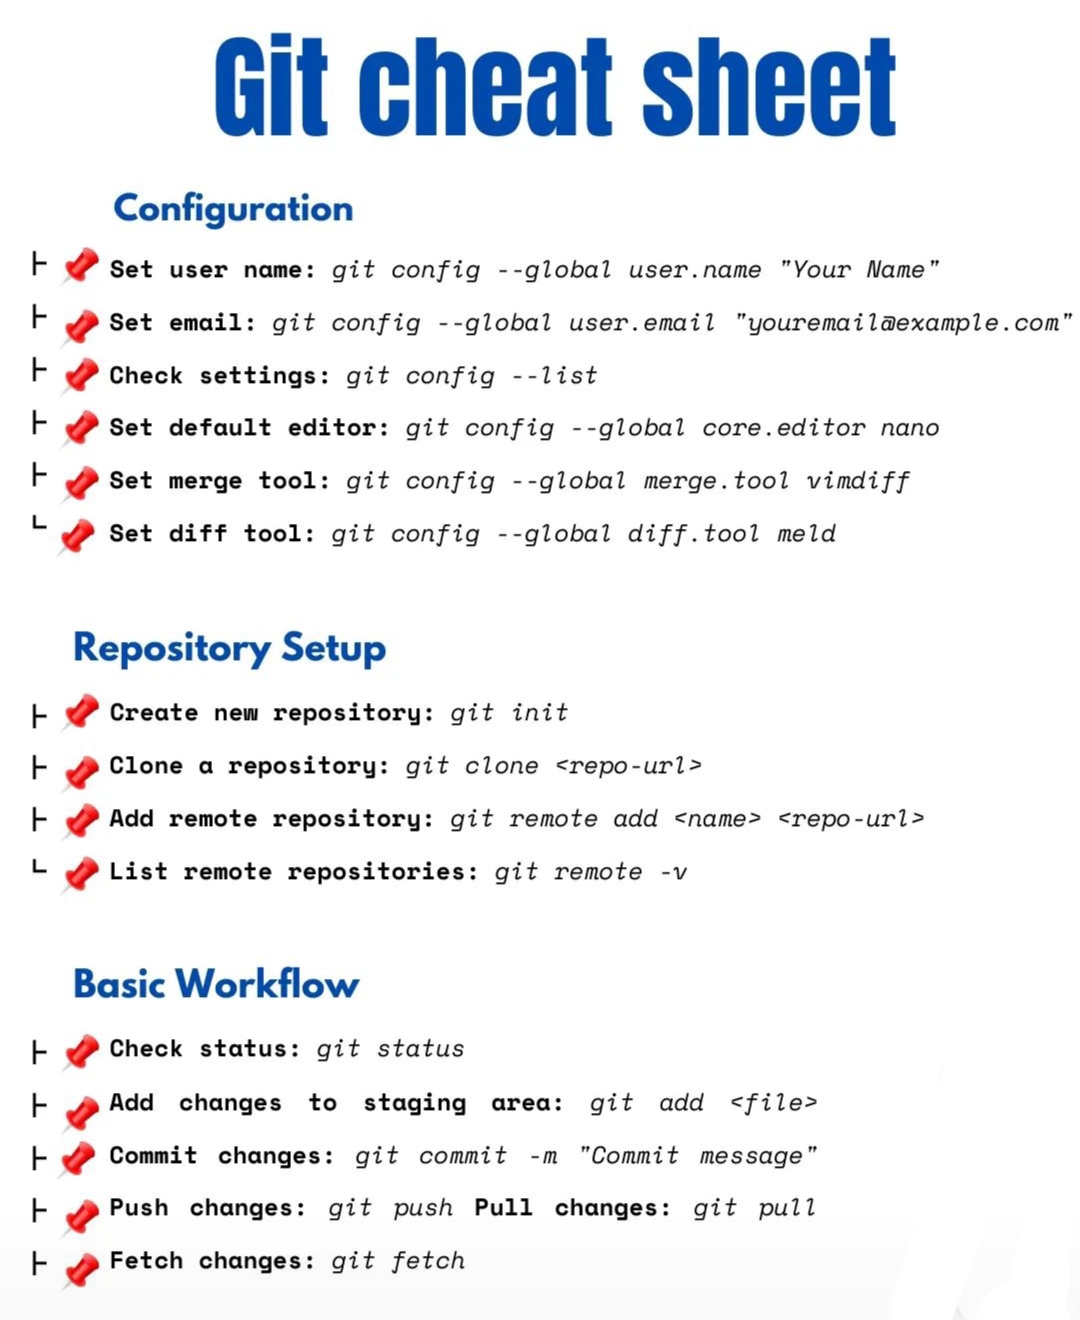 Git cheat sheet
Configuration
├ 📌 Set user name: git config --global user.name "Your Name"
├ 📌 Set email: git config --global user.email "youremail@example.com"
├ 📌 Check settings: git config --list
├ 📌 Set default editor: git config --global core.editor nano
├ 📌 Set merge tool: git config --global merge.tool vimdiff
└ 📌 Set diff tool: git config --global diff.tool meld
Repository Setup
├ 📌 Create new repository: git init
├ 📌 Clone a repository: git clone <repo-url>
├ 📌 Add remote repository: git remote add <name> <repo-url>
└ 📌 List remote repositories: git remote -v
Basic Workflow
├ 📌 Check status: git status
├ 📌 Add changes to staging area: git add <file>
├ 📌 Commit changes: git commit -m "Commit message"
├ 📌 Push changes: git push Pull changes: git pull
├ 📌 Fetch changes: git fetch